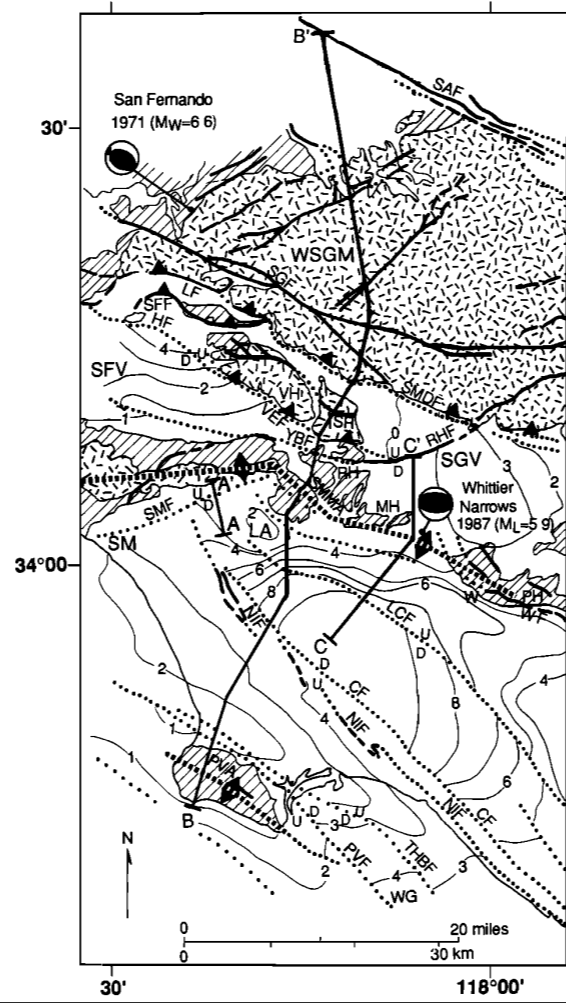 B'
SAF
San Fernando
1971 (MW=6 6)
30'
WSGM
SGF
LF
SFF
HF
4
D U
SFV
2
VH
SMDF
1
VEF
SR
YBF
0
U
D
C'
RHF
SGV
3
2
RH
Whittier
Narrows
1987 (ML=5 9)
A'
U
D
MH
SMF
2
A
LA
SM
4
4
34°00'
6
6
W
PH
WF
8
NIF
LCF
U
D
C
D
U
CF
4
2
4
8
NIF
1
6
1
PVA
NIF
CF
B
U
D
3
D
U
THBF
PVF
3
2
4
WG
N
0
20 miles
0
30 km
30'
118°00'